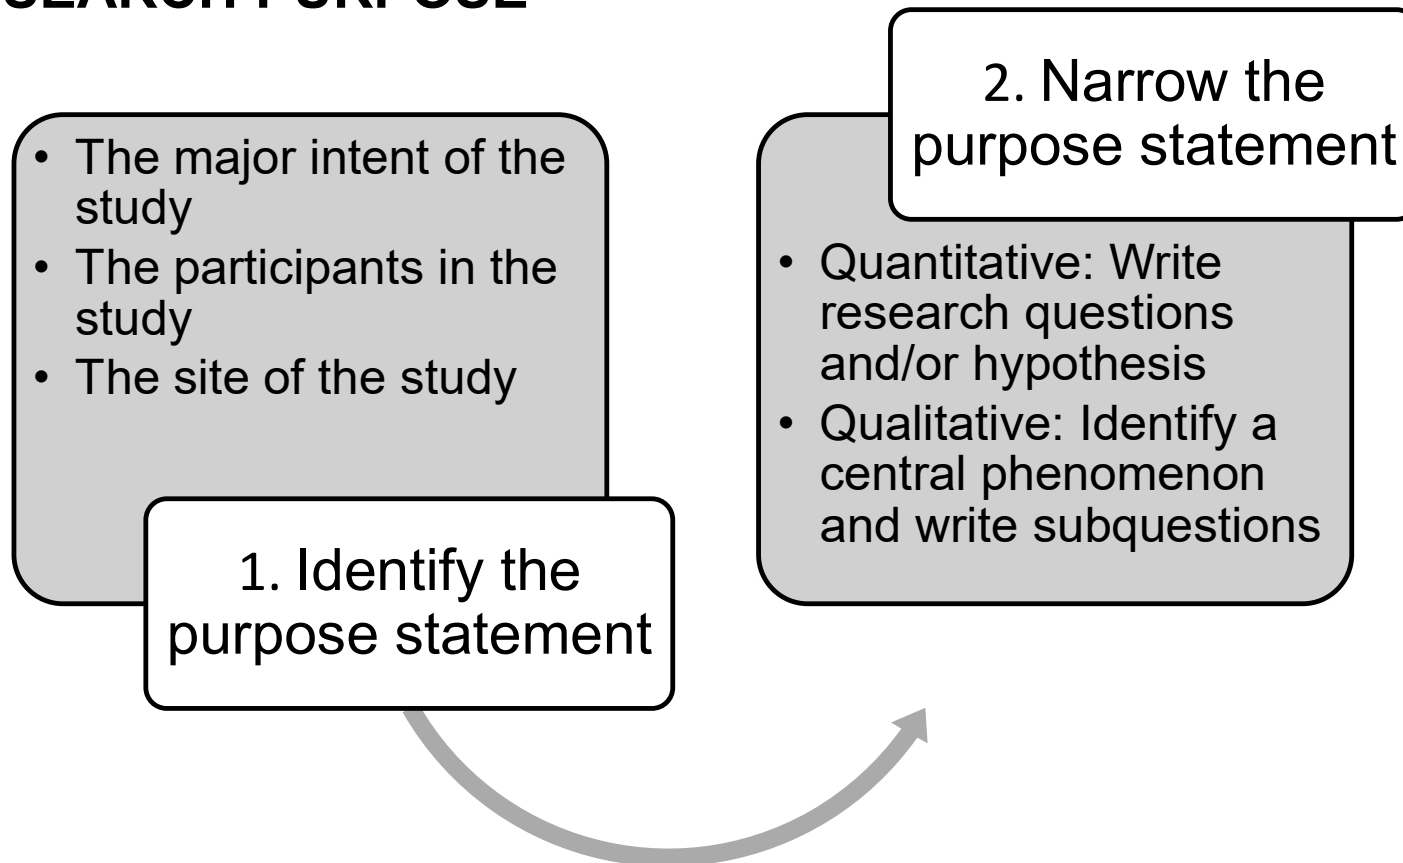 SEARCH PURPOSE
• The major intent of the
study
• The participants in the
study
• The site of the study
1. Identify the
purpose statement
2. Narrow the
purpose statement
• Quantitative: Write
research questions
and/or hypothesis
• Qualitative: Identify a
central phenomenon
and write subquestions